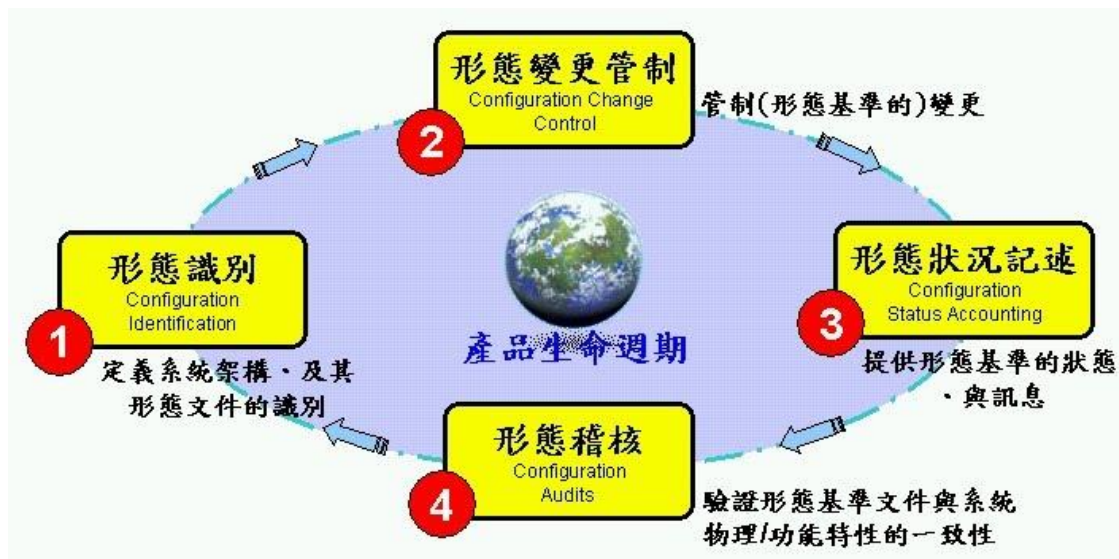 形態變更管制
Configuration Change
Control
2
管制(形態基準的)變更
形態識別
Configuration
Identification
1
定義系統架構、及其
形態文件的識別
產品生命週期
形態狀況記述
Configuration
Status Accounting
3
提供形態基準的狀態
、與訊息
形態稽核
Configuration
Audits
4
驗證形態基準文件與系統
物理/功能特性的一致性